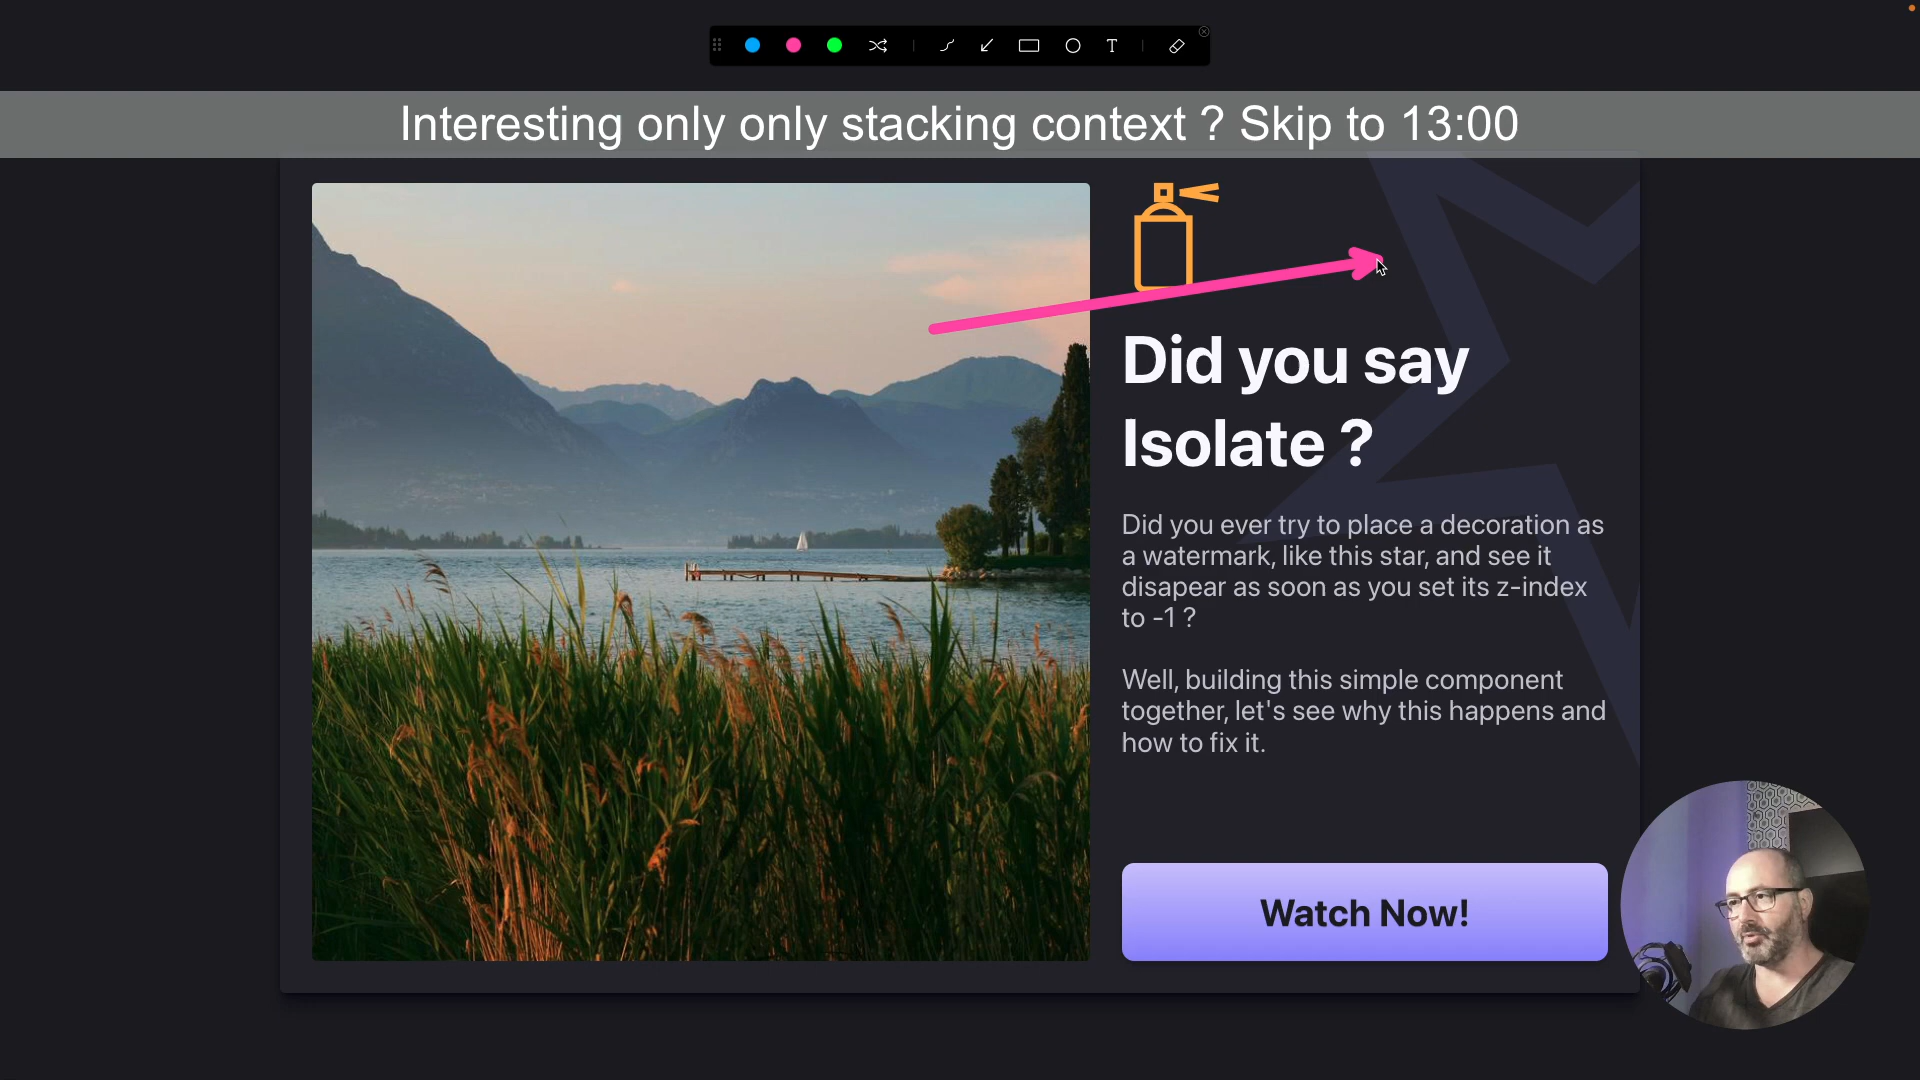 T
Interesting only only stacking context ? Skip to 13:00
Did you say
Isolate ?
Did you ever try to place a decoration as
a watermark, like this star, and see it
disapear as soon as you set its z-index
to -1 ?
Well, building this simple component
together, let's see why this happens and
how to fix it.
Watch Now!